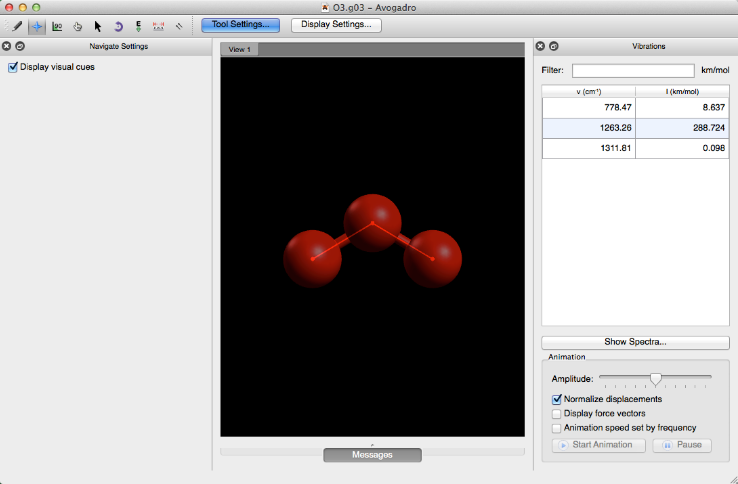 O3.g03 – Avogadro
Tool Settings...
Display Settings...
Navigate Settings
Display visual cues
View 1
Messages
Vibrations
Filter:
km/mol
ν (cm⁻¹)
I (km/mol)
778.47
8.637
1263.26
288.724
1311.81
0.098
Show Spectra...
Animation
Amplitude:
Normalize displacements
Display force vectors
Animation speed set by frequency
Start Animation
Pause